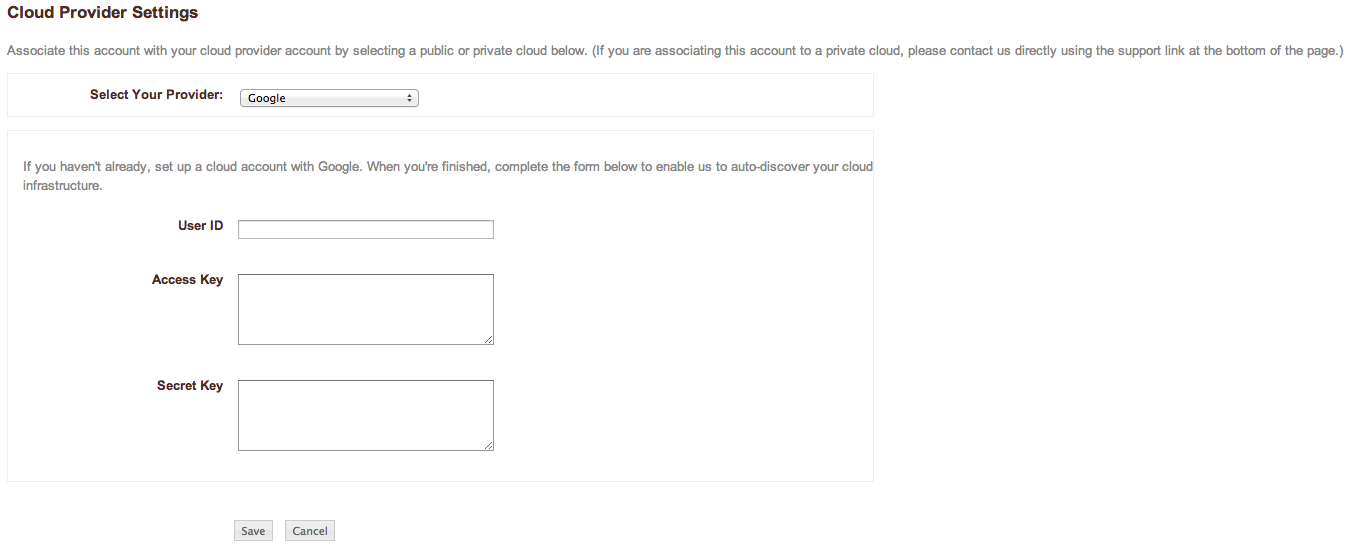 Cloud Provider Settings
Associate this account with your cloud provider account by selecting a public or private cloud below. (If you are associating this account to a private cloud, please contact us directly using the support link at the bottom of the page.)
Select Your Provider: Google
If you haven't already, set up a cloud account with Google. When you're finished, complete the form below to enable us to auto-discover your cloud
infrastructure.
User ID
Access Key
Secret Key
Save Cancel